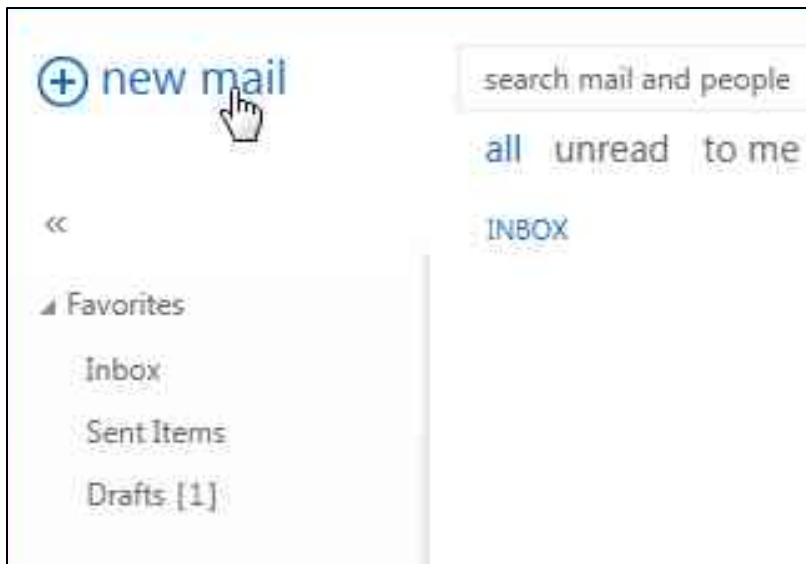 new mail
search mail and people
all unread to me
«
INBOX
Favorites
Inbox
Sent Items
Drafts [1]